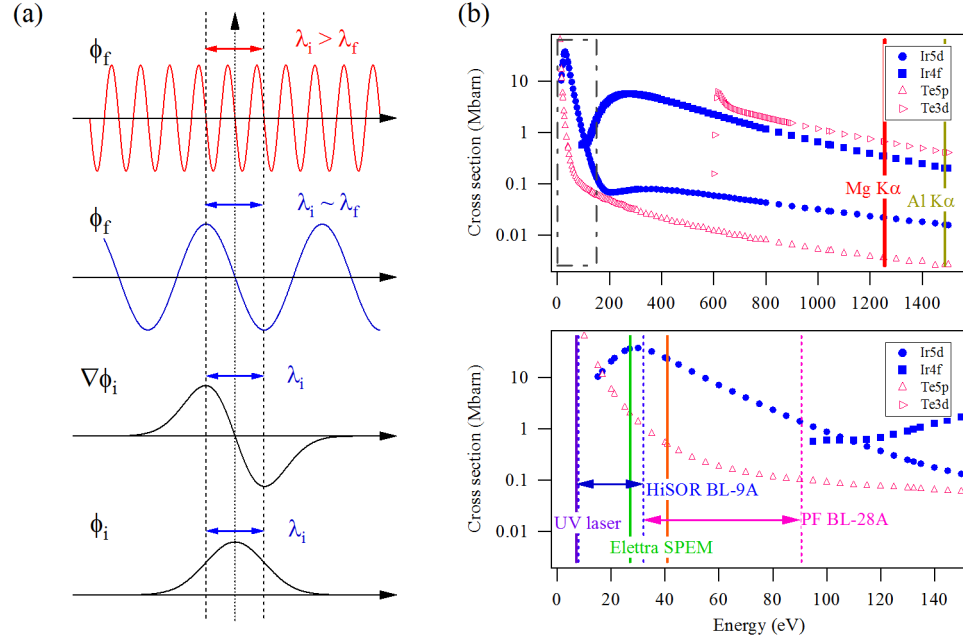 (a)
ϕf
λi > λf
ϕf
λi ~ λf
∇ϕi
λi
ϕi
λi
(b)
Cross section (Mbarn)
10
1
0.1
0.01
Ir5d
Ir4f
Te5p
Te3d
Mg Kα
Al Kα
0
200
400
600
800
1000
1200
1400
Cross section (Mbarn)
10
1
0.1
0.01
Ir5d
Ir4f
Te5p
Te3d
HiSOR BL-9A
UV laser
PF BL-28A
Elettra SPEM
0
20
40
60
80
100
120
140
Energy (eV)